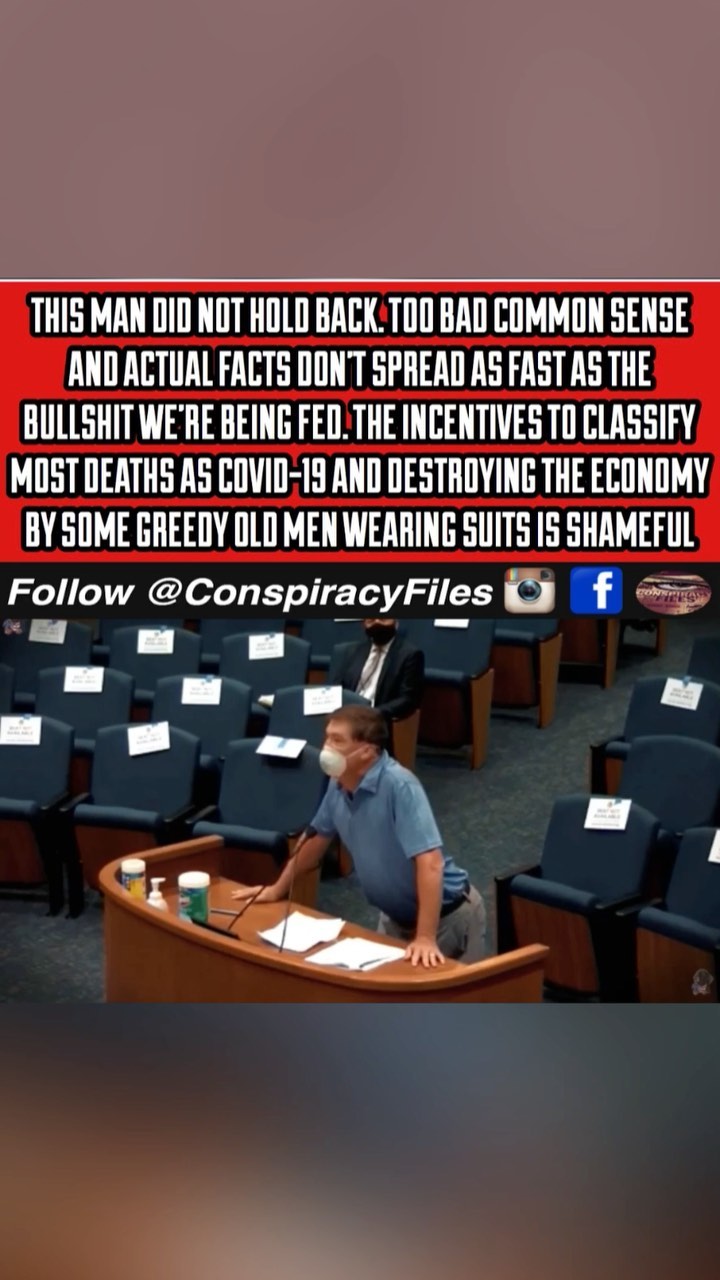 THIS MAN DID NOT HOLD BACK. TOO BAD COMMON SENSE
AND ACTUAL FACTS DON'T SPREAD AS FAST AS THE
BULLSHIT WE'RE BEING FED. THE INCENTIVES TO CLASSIFY
MOST DEATHS AS COVID-19 AND DESTROYING THE ECONOMY
BY SOME GREEDY OLD MEN WEARING SUITS IS SHAMEFUL
Follow @ConspiracyFiles
CONSPIRACY
FILES